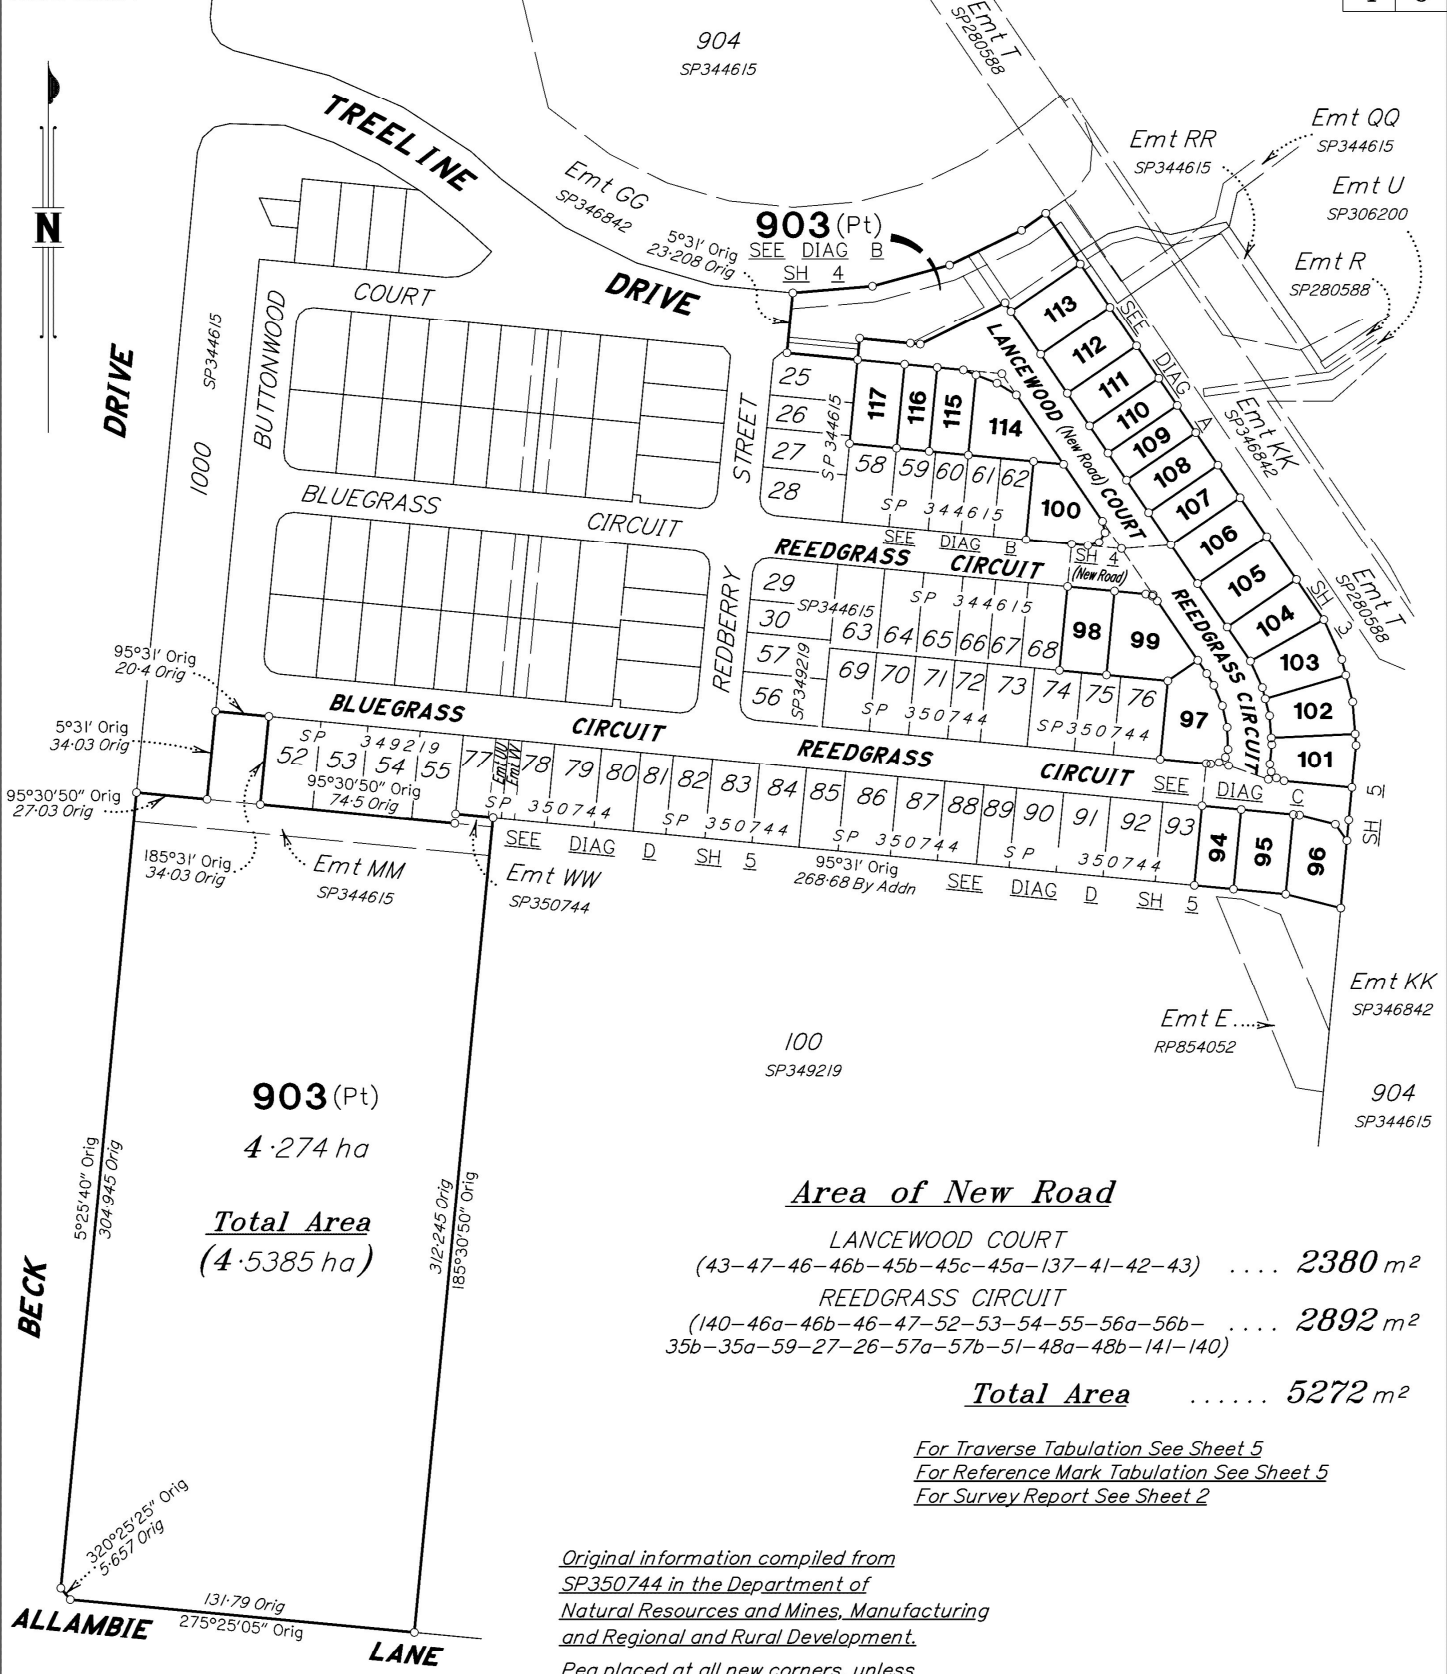 904
SP344615
Emt T
SP280588
Emt QQ
SP344615
Emt RR
SP344615
Emt U
SP306200
Emt R
SP280588
TREELINE
DRIVE
Emt GG
SP346842
903 (Pt)
SEE DIAG B
SH 4
5°31' Orig
23·208 Orig
N
DRIVE
SP344615
1000
BUTTONWOOD
COURT
STREET
25
26
27
28
SP 344615
117
116
115
114
LANCEWOOD (New Road) COURT
113
112
111
110
109
108
107
106
105
104
103
102
101
SEE DIAG A SH 3
Emt KK
SP346842
Emt T
SP280588
58 59 60 61 62
SP 344615
100
BLUEGRASS CIRCUIT
SEE DIAG B
SH 4
(New Road)
REEDGRASS CIRCUIT
REDBERRY
29
30
57
56
SP344615
SP349219
SP 344615
63 64 65 66 67 68
98
99
69 70 71 72 73 74 75 76
SP 350744
SP350744
97
REEDGRASS CIRCUIT
95°31' Orig
20·4 Orig
5°31' Orig
34·03 Orig
95°30'50" Orig
27·03 Orig
185°31' Orig
34·03 Orig
BLUEGRASS CIRCUIT
REEDGRASS CIRCUIT
SEE DIAG C
SH 5
SP 349219
52 53 54 55
95°30'50" Orig
74·5 Orig
77
Emt UU
Emt VV
78 79 80 81 82 83 84 85 86 87 88 89 90 91 92 93
SP 350744
SP 350744
SP 350744
SP 350744
94
95
96
SEE DIAG D SH 5
95°31' Orig
268·68 By Addn
SEE DIAG D SH 5
Emt MM
SP344615
Emt WW
SP350744
Emt KK
SP346842
Emt E
RP854052
100
SP349219
904
SP344615
903 (Pt)
4·274 ha
Total Area
(4·5385 ha)
5°25'40" Orig
304·945 Orig
312·245 Orig
185°30'50" Orig
BECK
Area of New Road
LANCEWOOD COURT
(43-47-46-46b-45b-45c-45a-137-41-42-43) .... 2380 m²
REEDGRASS CIRCUIT
(140-46a-46b-46-47-52-53-54-55-56a-56b- .... 2892 m²
35b-35a-59-27-26-57a-57b-51-48a-48b-141-140)
Total Area ...... 5272 m²
For Traverse Tabulation See Sheet 5
For Reference Mark Tabulation See Sheet 5
For Survey Report See Sheet 2
320°25'25" Orig
5·657 Orig
131·79 Orig
275°25'05" Orig
ALLAMBIE
LANE
Original information compiled from
SP350744 in the Department of
Natural Resources and Mines, Manufacturing
and Regional and Rural Development.
Peg placed at all new corners, unless